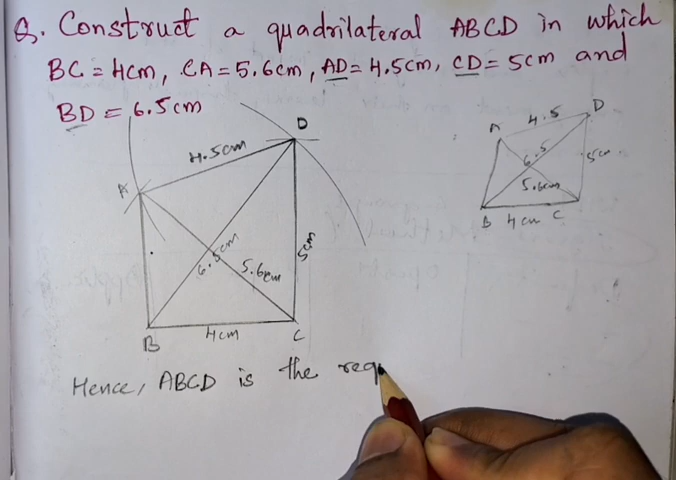 Q. Construct a quadrilateral ABCD in which
BC = 4cm, CA = 5.6cm, AD = 4.5cm, CD = 5cm and
BD = 6.5cm
D
4.5cm
A
6.5cm
5.6cm
5cm
B
4cm
C
A
4.5
D
6.5
5cm
5.6cm
B
4cm
C
Hence, ABCD is the req